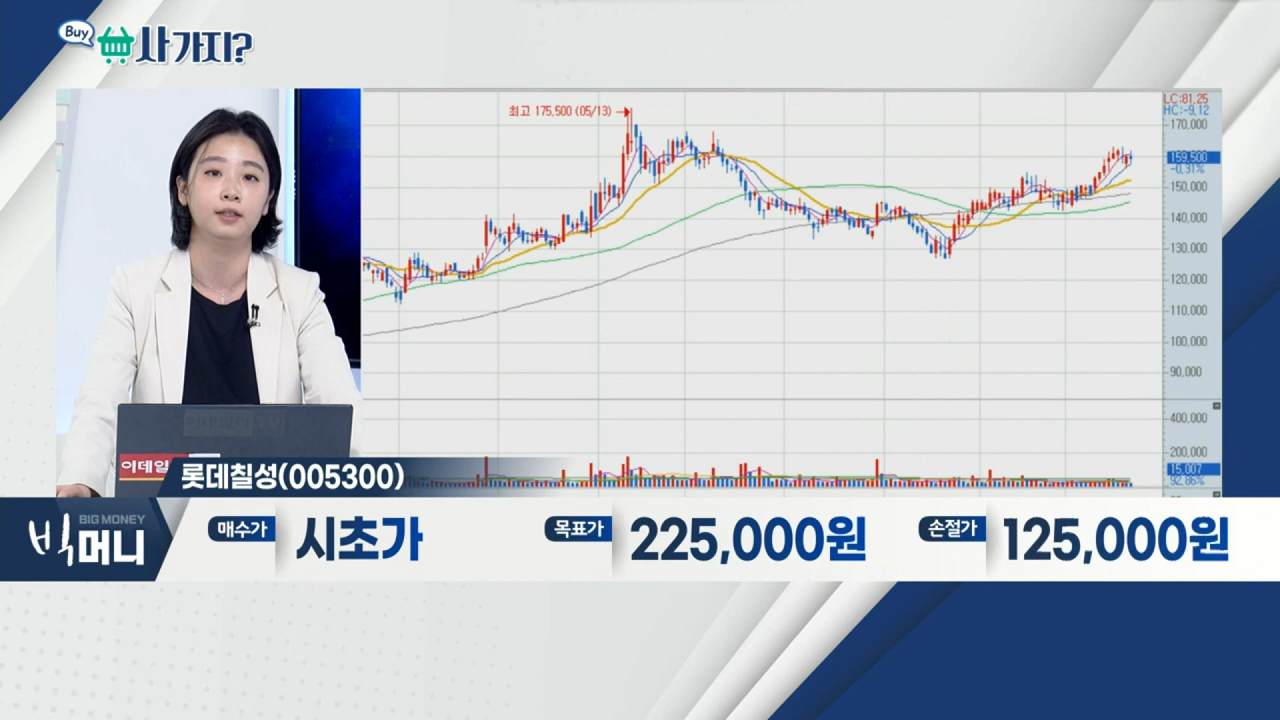 Buy
사가지?
최고 175,500 (05/13)
LC:81.25
HC:-9.12
170,000
159,500
-0.31%
150,000
140,000
130,000
120,000
110,000
100,000
90,000
400,000
200,000
15,007
92.86%
이데일
롯데칠성(005300)
BIG MONEY
빅머니
매수가
시초가
목표가
225,000원
손절가
125,000원